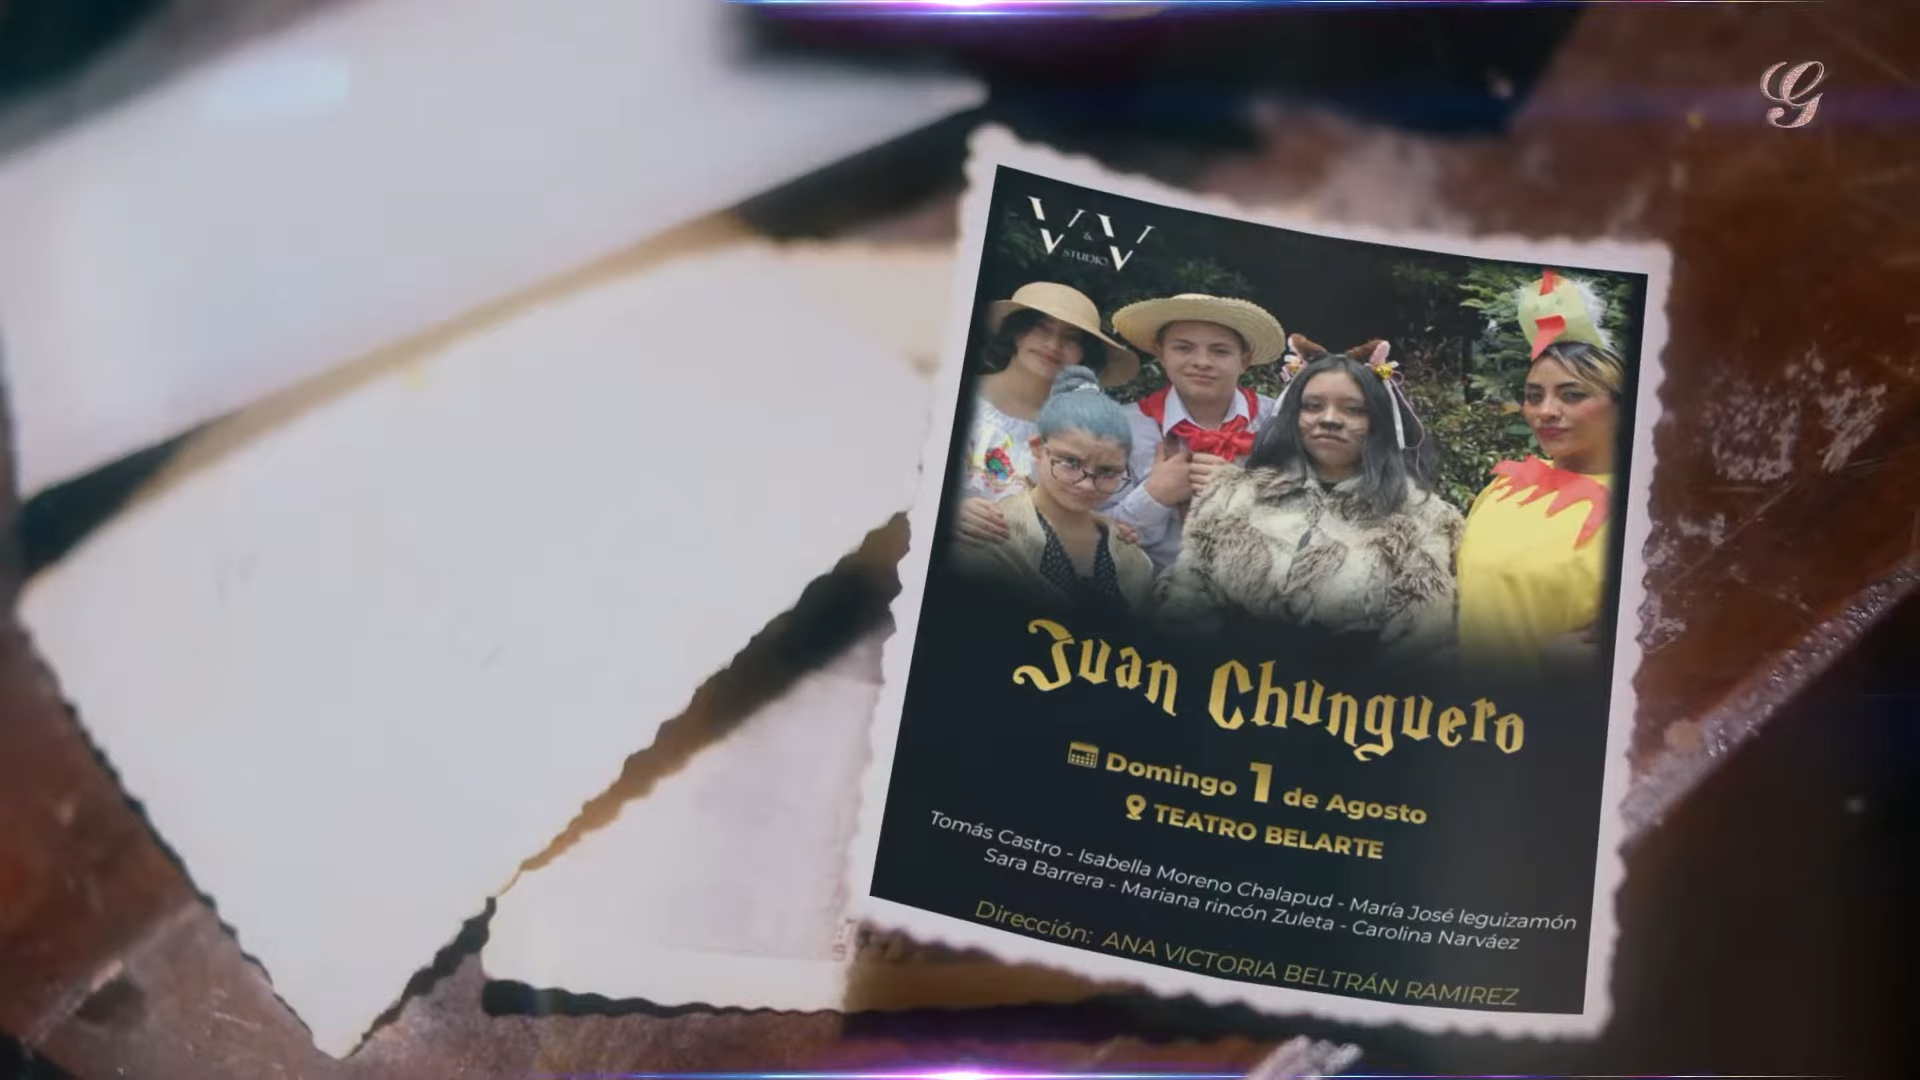 G
V & V
STUDIO
Juan Chunguero
Domingo 1 de Agosto
TEATRO BELARTE
Tomás Castro - Isabella Moreno Chalapud - María José leguizamón
Sara Barrera - Mariana rincón Zuleta - Carolina Narváez
Dirección: ANA VICTORIA BELTRÁN RAMIREZ